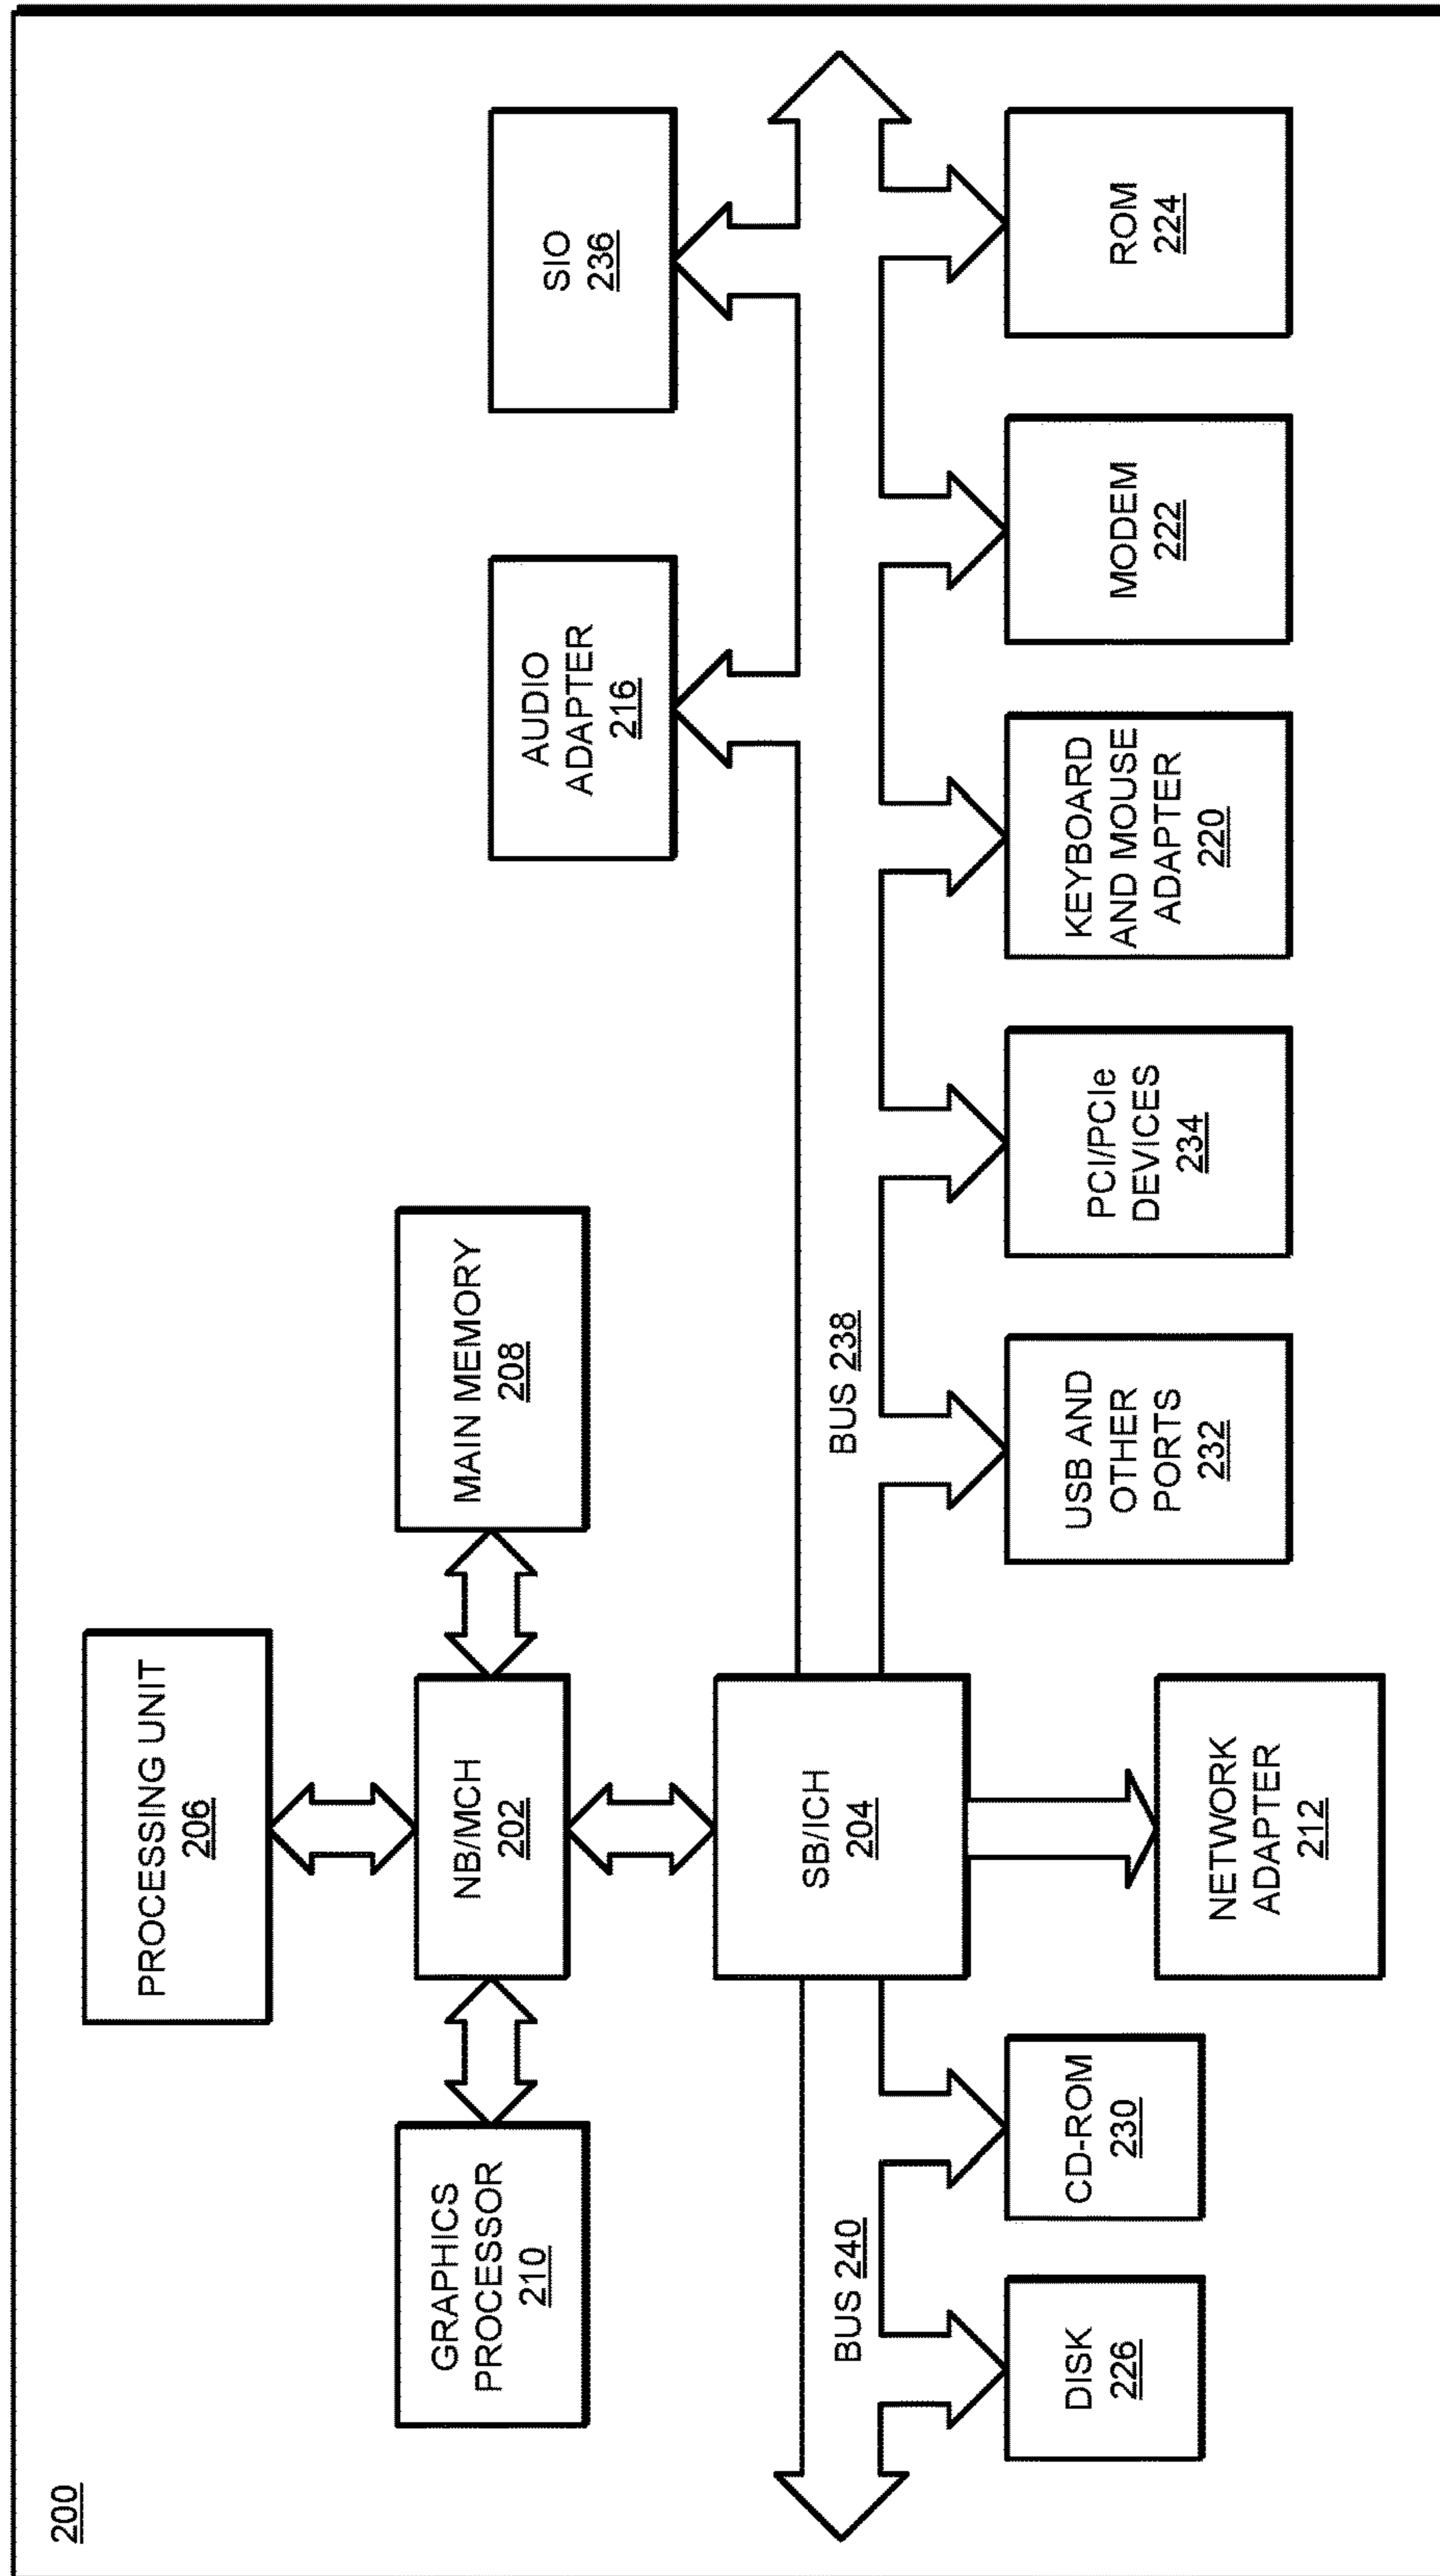 200
PROCESSING UNIT
206
GRAPHICS
PROCESSOR
210
NB/MCH
202
MAIN MEMORY
208
AUDIO
ADAPTER
216
SIO
236
SB/ICH
204
BUS 240
BUS 238
DISK
226
CD-ROM
230
NETWORK
ADAPTER
212
USB AND
OTHER
PORTS
232
PCI/PCIe
DEVICES
234
KEYBOARD
AND MOUSE
ADAPTER
220
MODEM
222
ROM
224